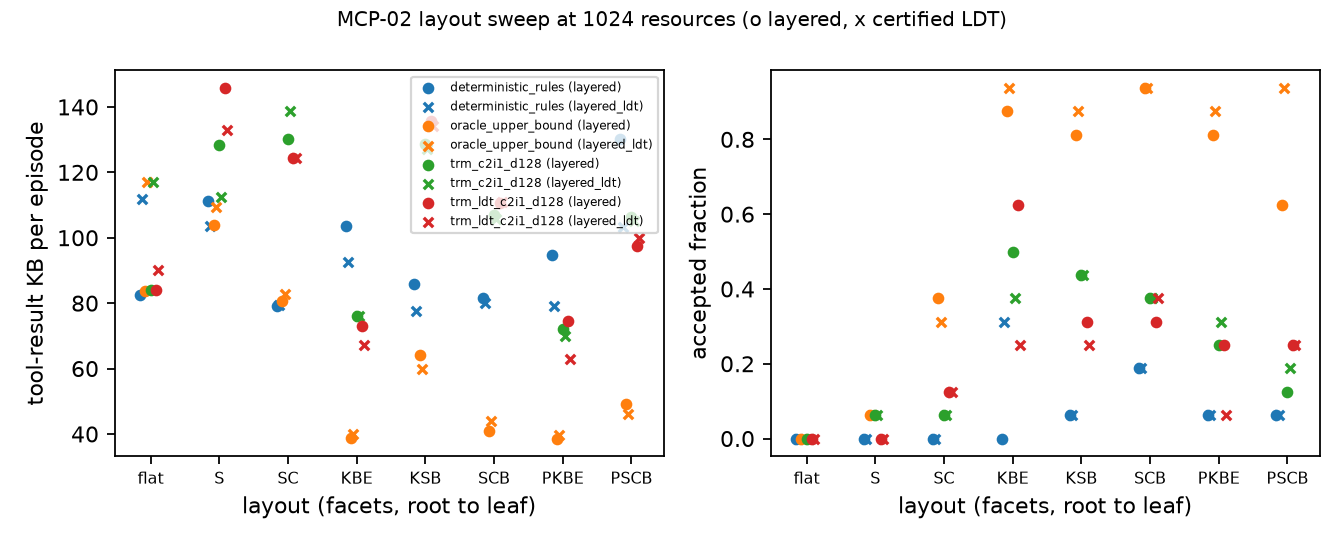 MCP-02 layout sweep at 1024 resources (o layered, x certified LDT)
tool-result KB per episode
140
120
100
80
60
40
deterministic_rules (layered)
deterministic_rules (layered_ldt)
oracle_upper_bound (layered)
oracle_upper_bound (layered_ldt)
trm_c2i1_d128 (layered)
trm_c2i1_d128 (layered_ldt)
trm_ldt_c2i1_d128 (layered)
trm_ldt_c2i1_d128 (layered_ldt)
flat S SC KBE KSB SCB PKBE PSCB
layout (facets, root to leaf)
accepted fraction
0.8
0.6
0.4
0.2
0.0
flat S SC KBE KSB SCB PKBE PSCB
layout (facets, root to leaf)